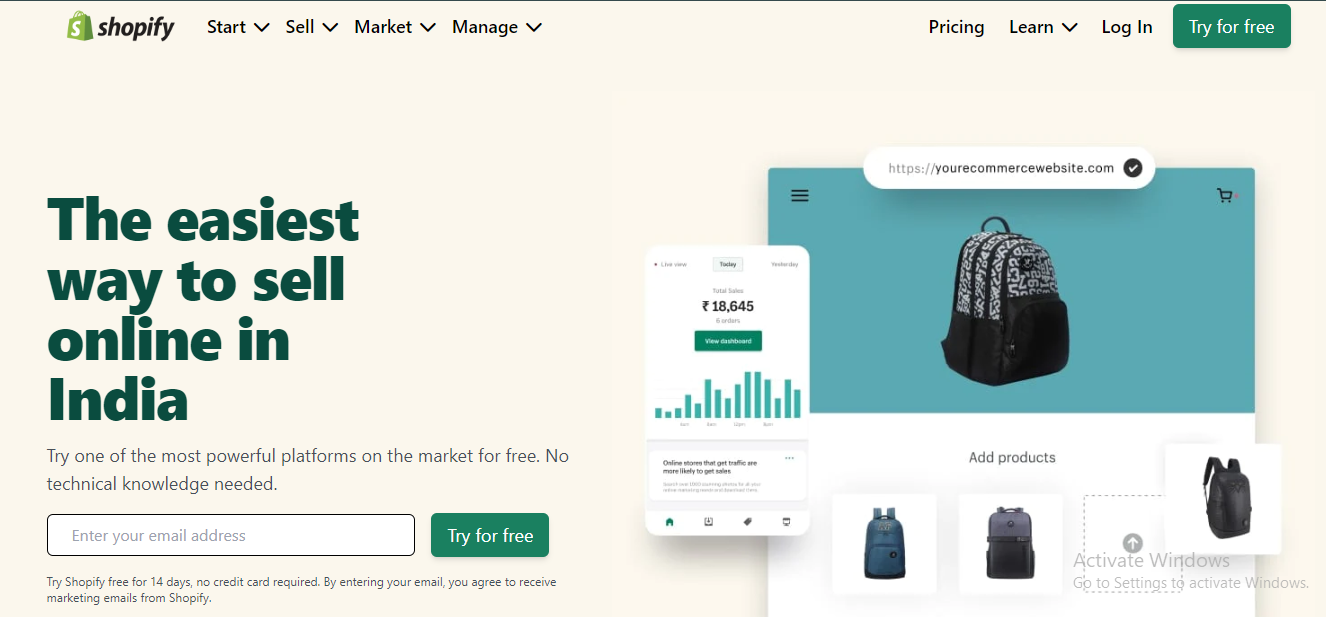 shopify
Start
Sell
Market
Manage
Pricing
Learn
Log In
Try for free
The easiest
way to sell
online in
India
Try one of the most powerful platforms on the market for free. No
technical knowledge needed.
Enter your email address
Try for free
Try Shopify free for 14 days, no credit card required. By entering your email, you agree to receive
marketing emails from Shopify.
https://yourecommercewebsite.com
Live view
Today
Yesterday
Total Sales
₹ 18,645
6 orders
View dashboard
Online stores that get traffic are
more likely to get sales
Add products
Activate Windows
Go to Settings to activate Windows.